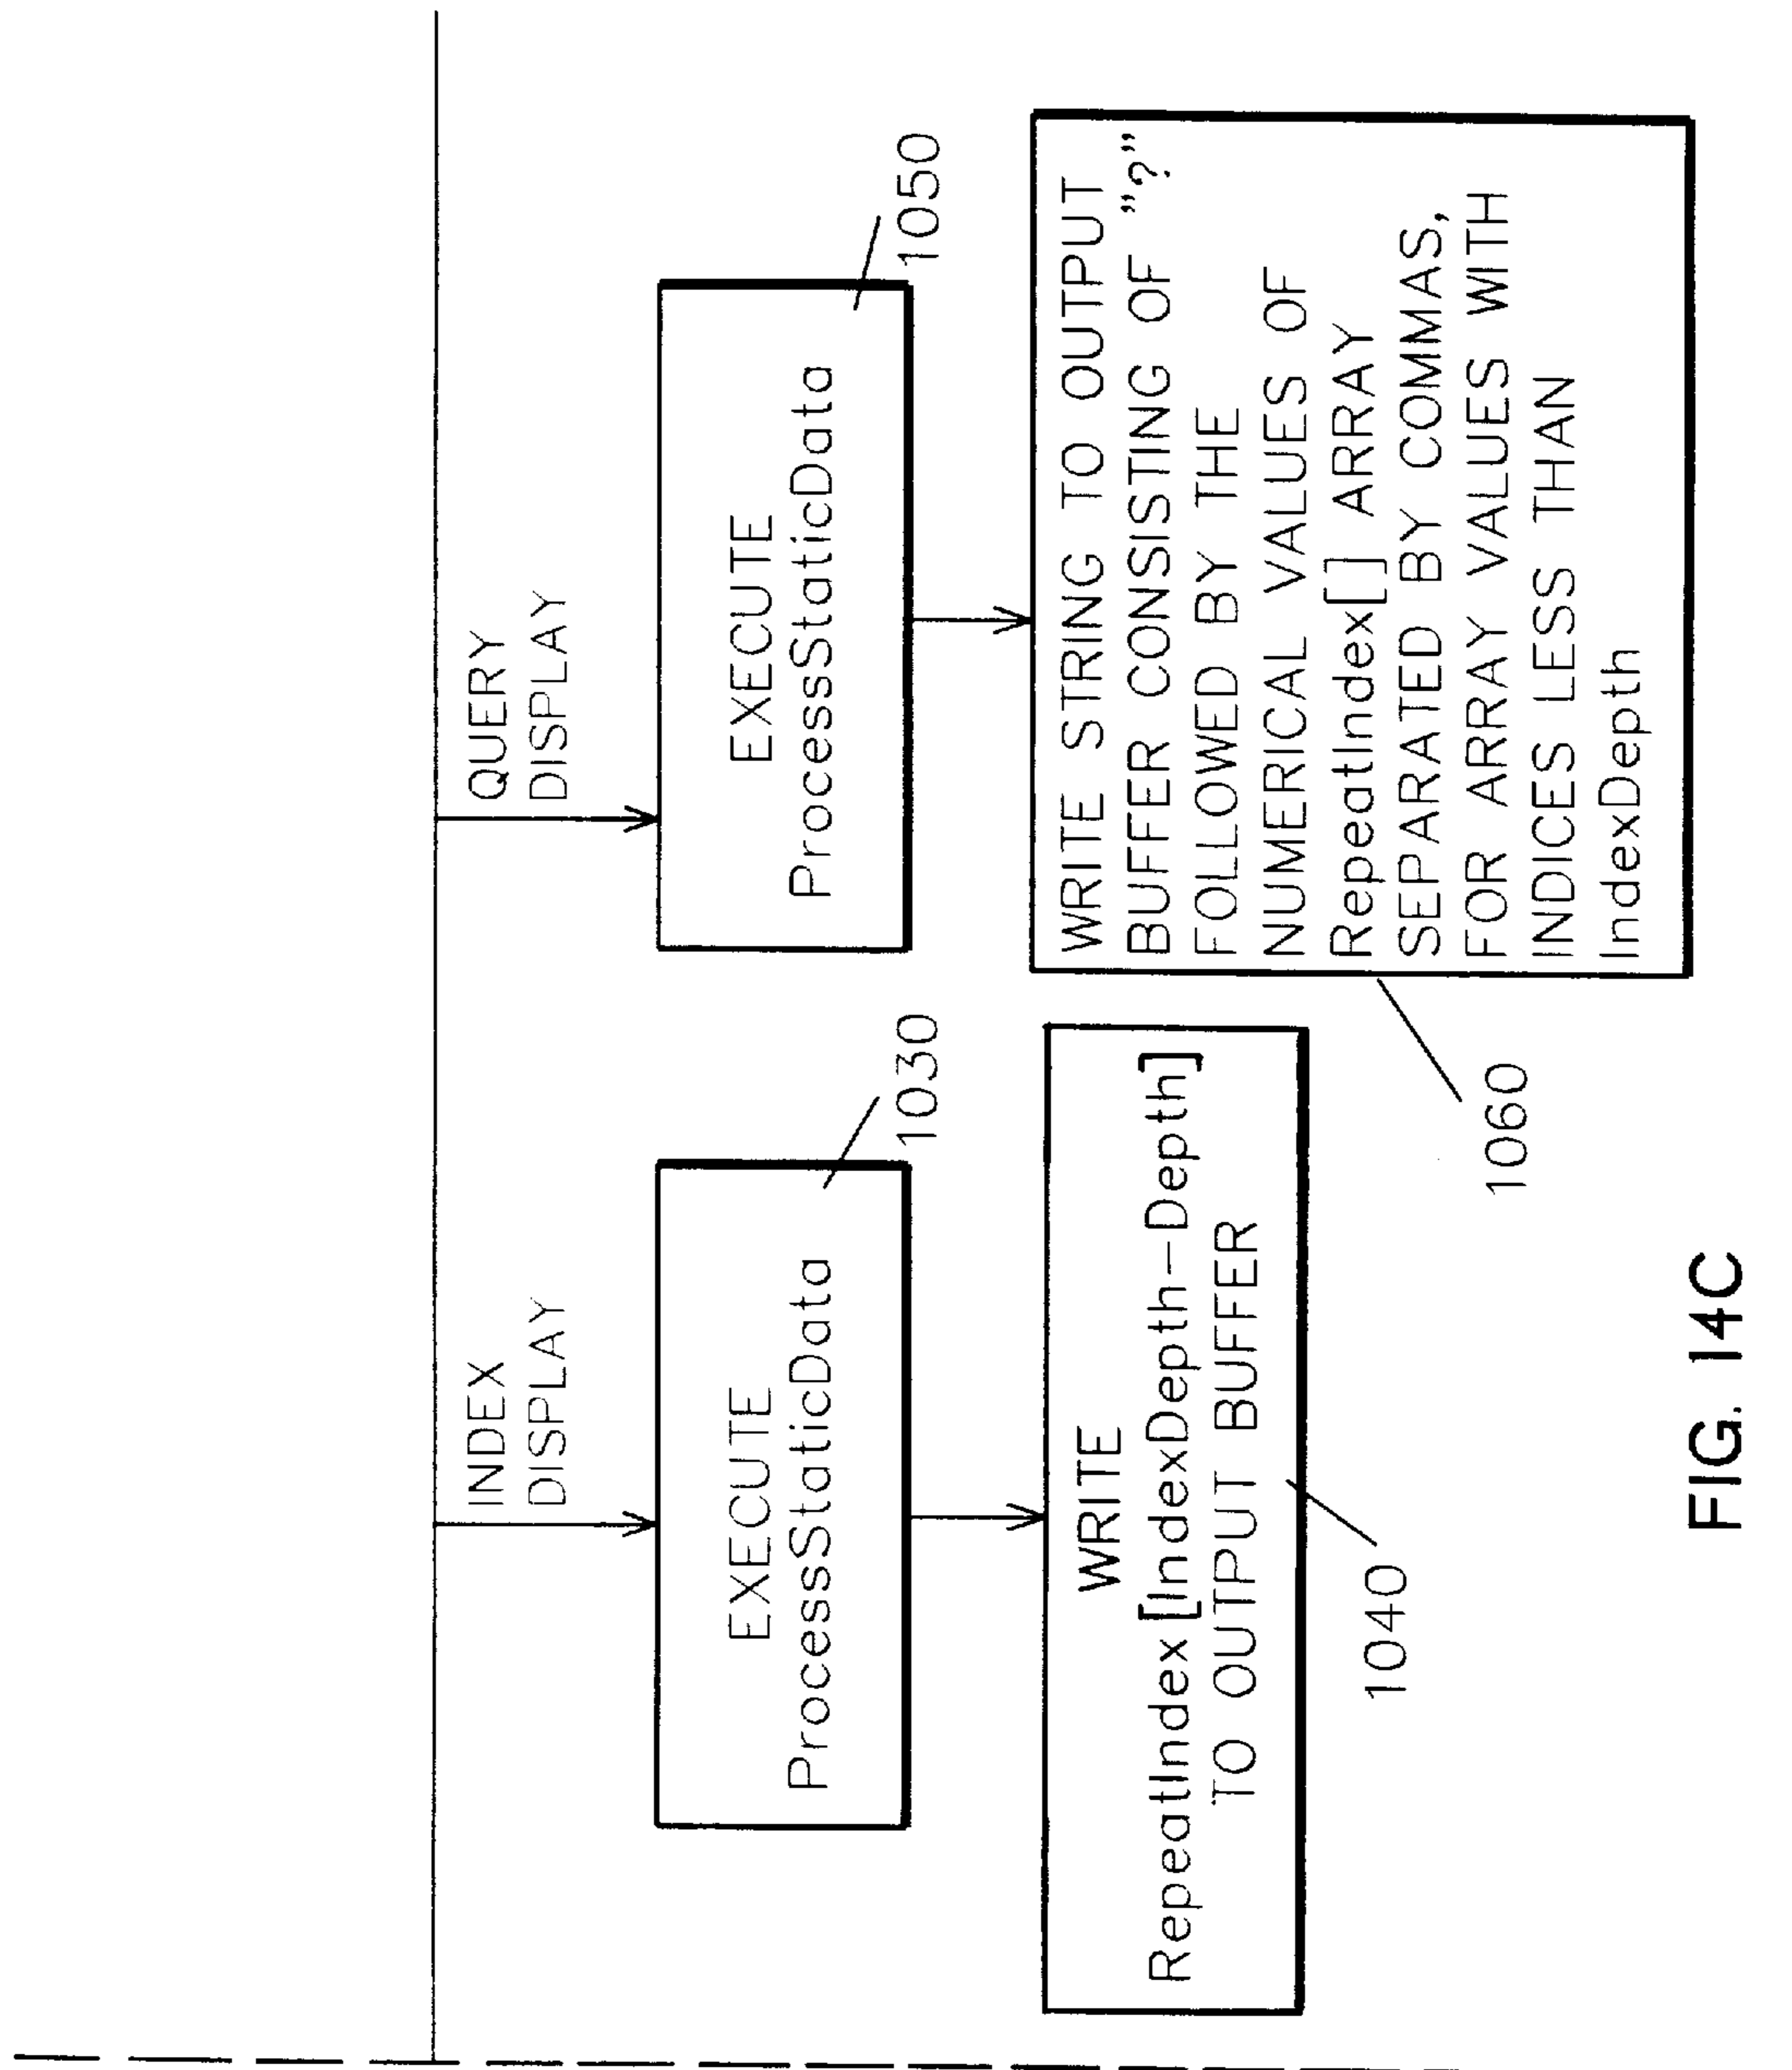 INDEX
DISPLAY
EXECUTE
ProcessStaticData
1030
WRITE
RepeatIndex[IndexDepth–Depth]
TO OUTPUT BUFFER
1040
QUERY
DISPLAY
EXECUTE
ProcessStaticData
1050
WRITE STRING TO OUTPUT
BUFFER CONSISTING OF "?"
FOLLOWED BY THE
NUMERICAL VALUES OF
RepeatIndex[] ARRAY
SEPARATED BY COMMAS,
FOR ARRAY VALUES WITH
INDICES LESS THAN
IndexDepth
1060
FIG. 14C